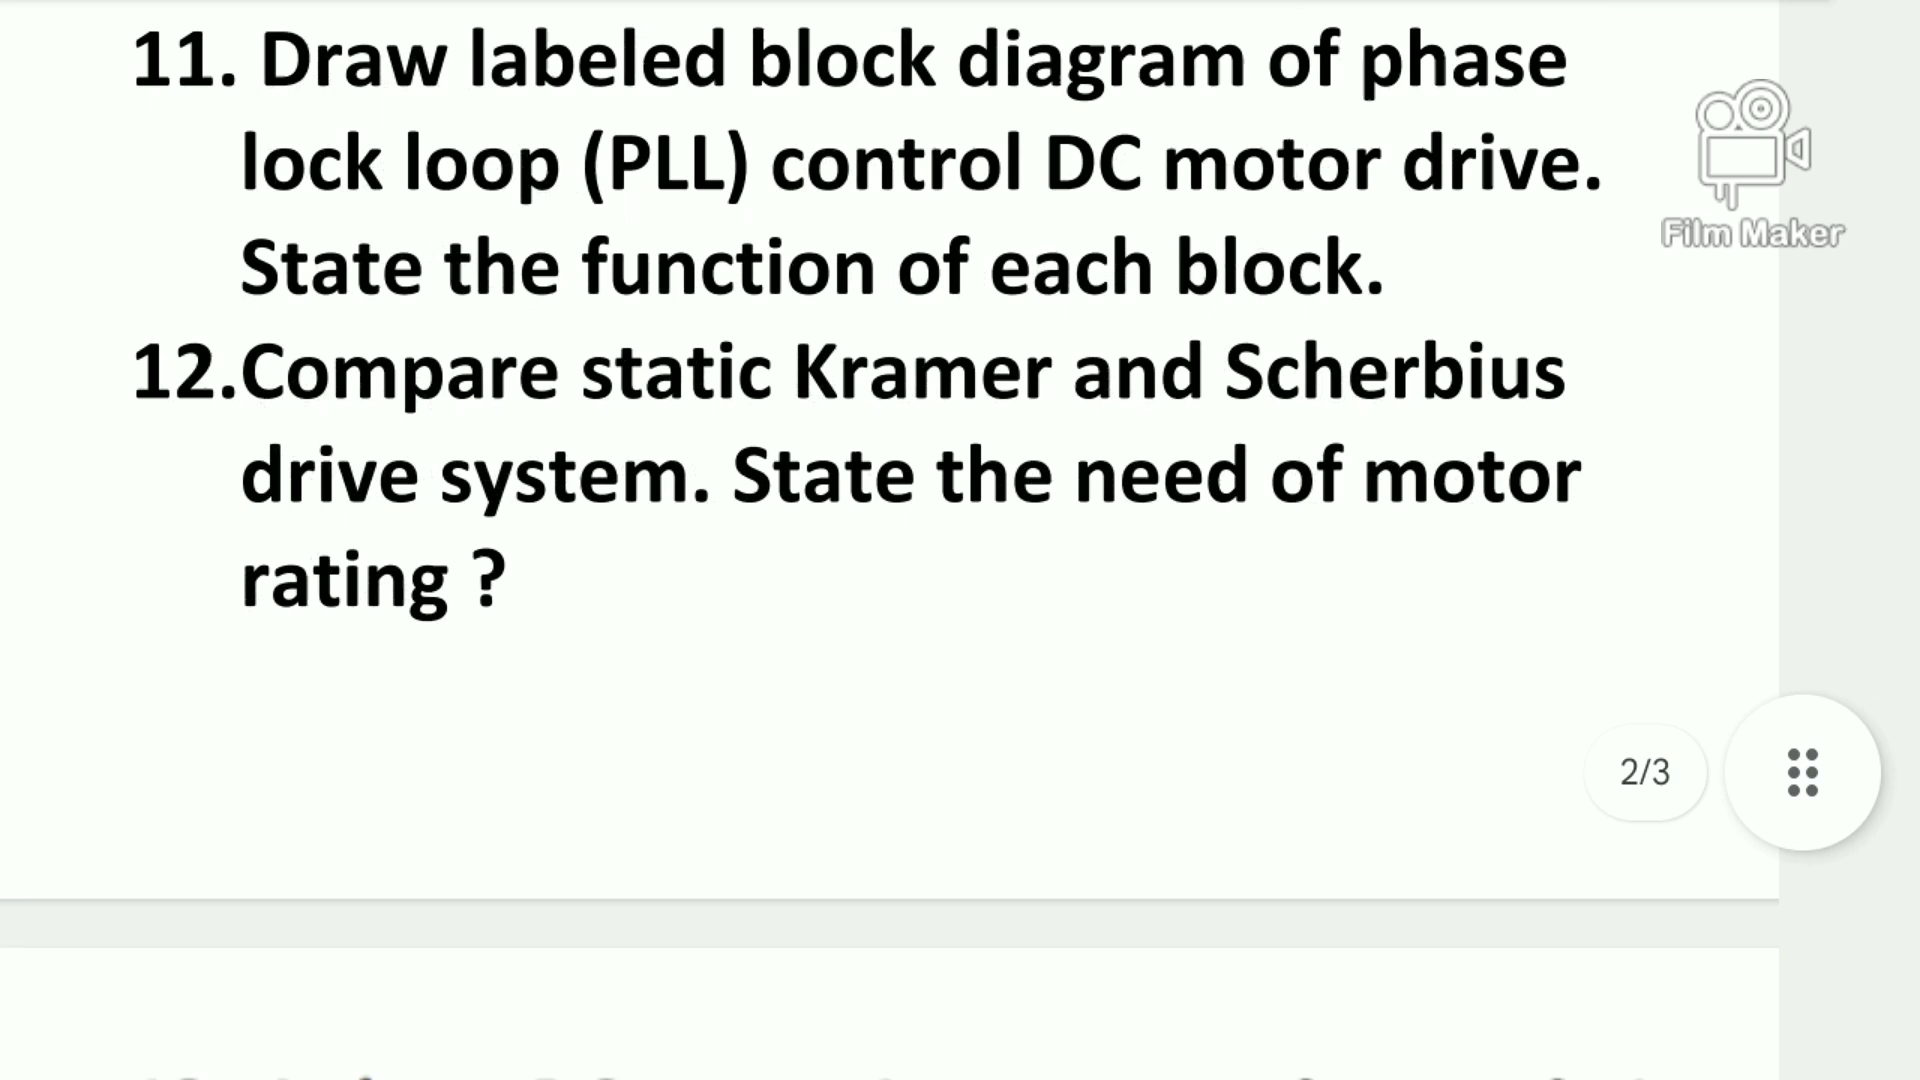 11. Draw labeled block diagram of phase
lock loop (PLL) control DC motor drive.
State the function of each block.
12.Compare static Kramer and Scherbius
drive system. State the need of motor
rating ?
Film Maker
2/3